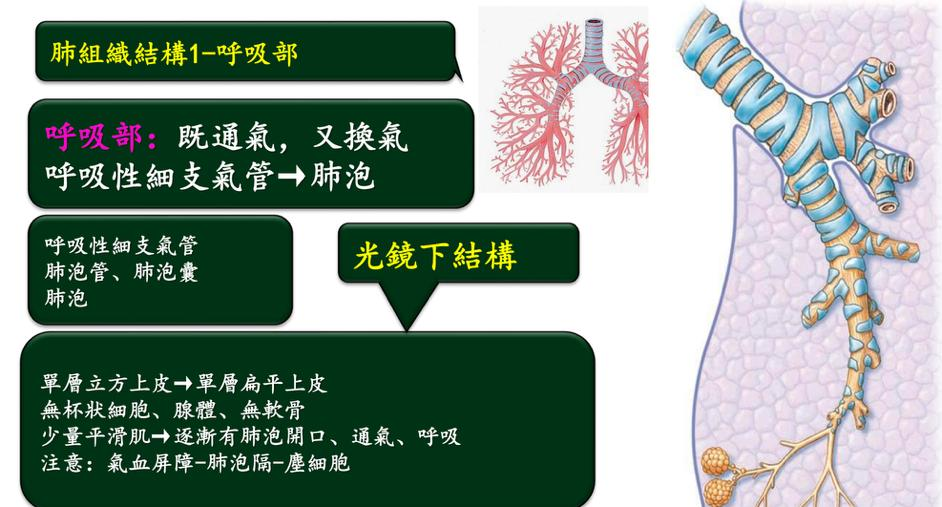 肺組織結構1-呼吸部
呼吸部：既通氣，又換氣
呼吸性細支氣管→肺泡
呼吸性細支氣管
肺泡管、肺泡囊
肺泡
光鏡下結構
單層立方上皮→單層扁平上皮
無杯狀細胞、腺體、無軟骨
少量平滑肌→逐漸有肺泡開口、通氣、呼吸
注意：氣血屏障-肺泡隔-塵細胞